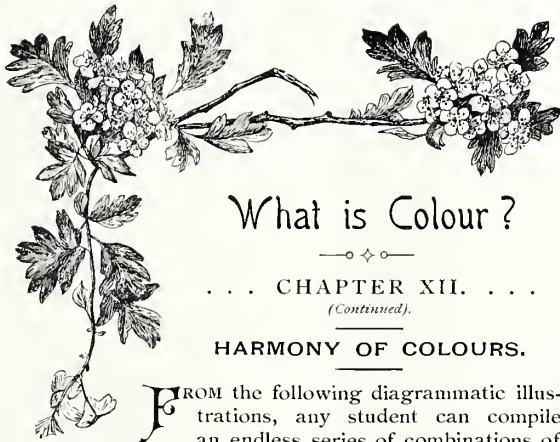 What is Colour?
. . . CHAPTER XII. . . .
(Continued).
HARMONY OF COLOURS.
FROM the following diagrammatic illus-
trations, any student can compile
an endless series of combinations of